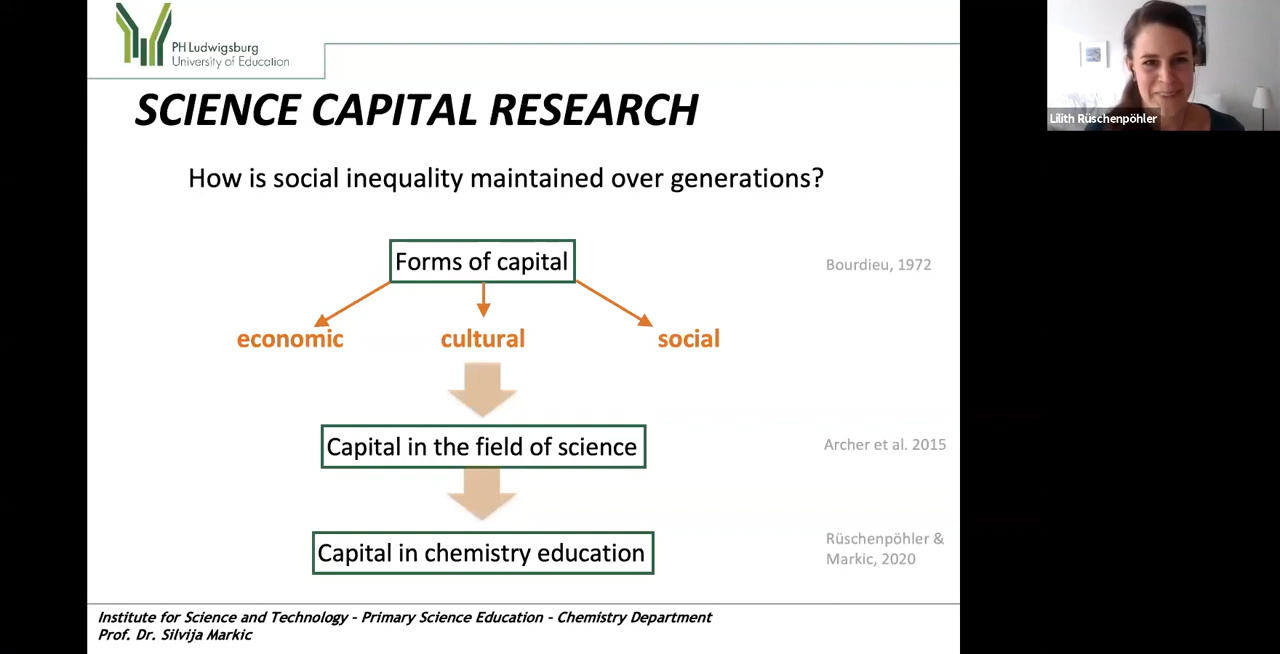 PH Ludwigsburg
University of Education
SCIENCE CAPITAL RESEARCH
How is social inequality maintained over generations?
Forms of capital
Bourdieu, 1972
economic
cultural
social
Capital in the field of science
Archer et al. 2015
Capital in chemistry education
Rüschenpöhler &
Markic, 2020
Institute for Science and Technology - Primary Science Education - Chemistry Department
Prof. Dr. Silvija Markic
Lilith Rüschenpöhler